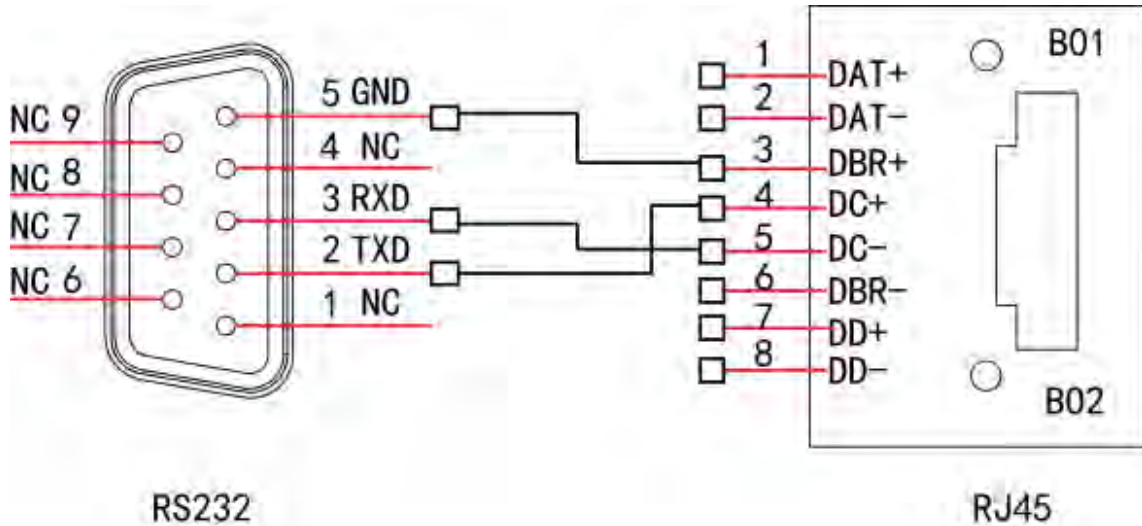 NC 9
NC 8
NC 7
NC 6
5 GND
4 NC
3 RXD
2 TXD
1 NC
RS232
1 DAT+
2 DAT-
3 DBR+
4 DC+
5 DC-
6 DBR-
7 DD+
8 DD-
B01
B02
RJ45